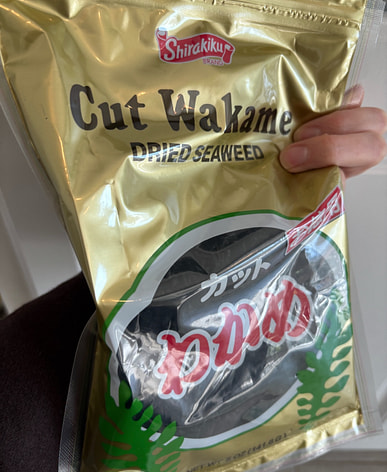 Shirakiku
Cut Wakame
DRIED SEAWEED
カット
わかめ